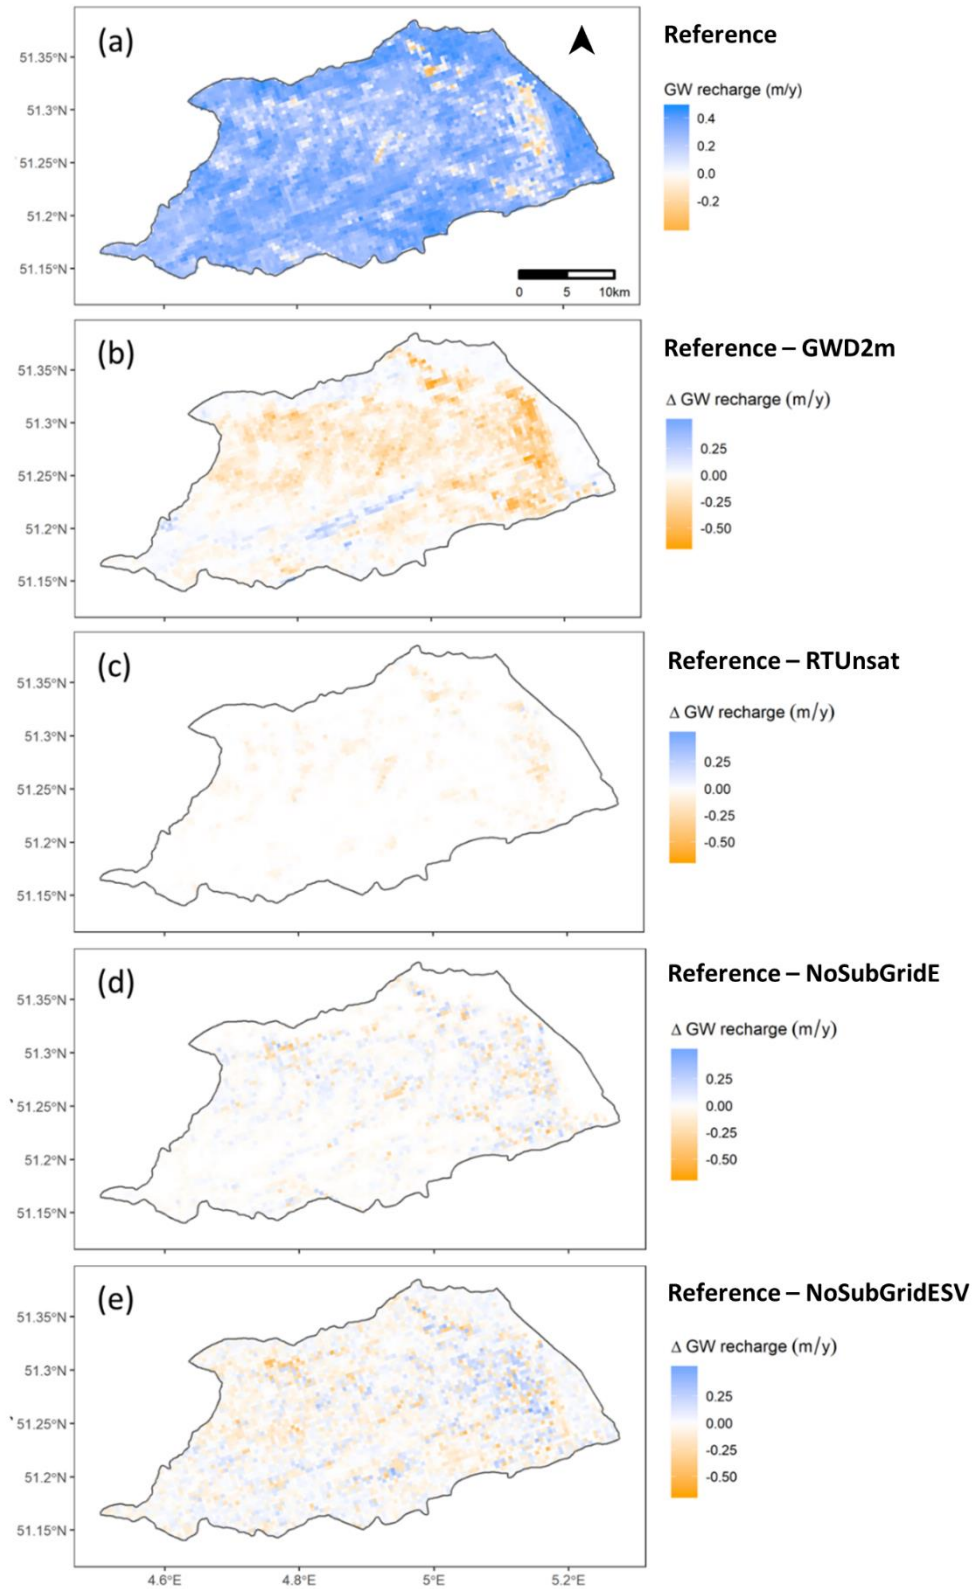 (a)
Reference
GW recharge (m/y)
0.4
0.2
0.0
-0.2
51.35°N
51.3°N
51.25°N
51.2°N
51.15°N
0 5 10km
(b)
Reference – GWD2m
Δ GW recharge (m/y)
0.25
0.00
-0.25
-0.50
51.35°N
51.3°N
51.25°N
51.2°N
51.15°N
(c)
Reference – RTUnsat
Δ GW recharge (m/y)
0.25
0.00
-0.25
-0.50
51.35°N
51.3°N
51.25°N
51.2°N
51.15°N
(d)
Reference – NoSubGridE
Δ GW recharge (m/y)
0.25
0.00
-0.25
-0.50
51.35°N
51.3°N
51.25°N
51.2°N
51.15°N
(e)
Reference – NoSubGridESV
Δ GW recharge (m/y)
0.25
0.00
-0.25
-0.50
51.35°N
51.3°N
51.25°N
51.2°N
51.15°N
4.6°E 4.8°E 5°E 5.2°E